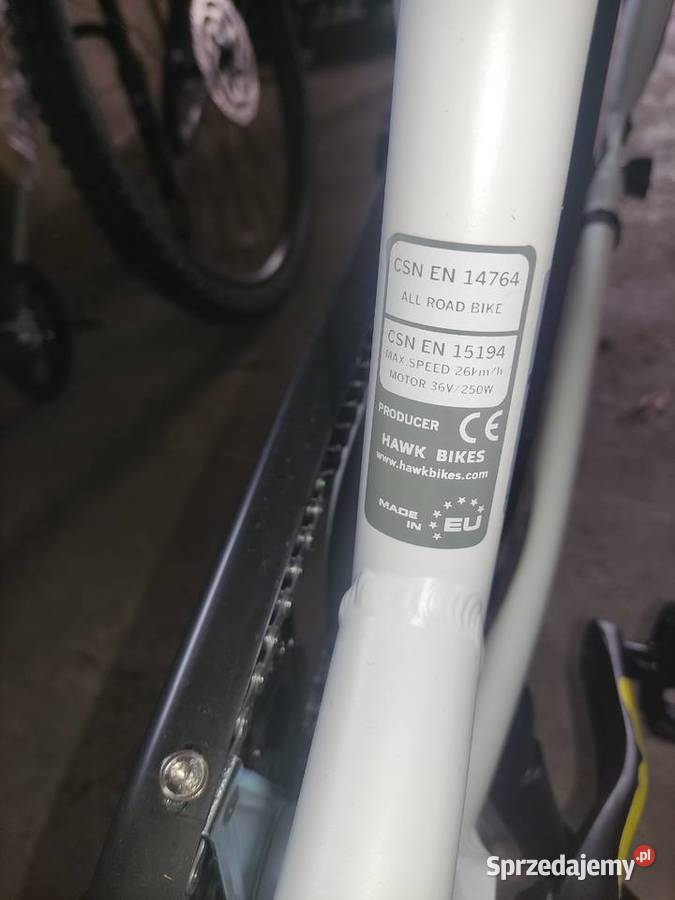 CSN EN 14764
ALL ROAD BIKE
CSN EN 15194
MAX.SPEED 26km/h
MOTOR 36V/250W
PRODUCER CE
HAWK BIKES
www.hawkbikes.com
MADE IN EU
Sprzedajemy.pl